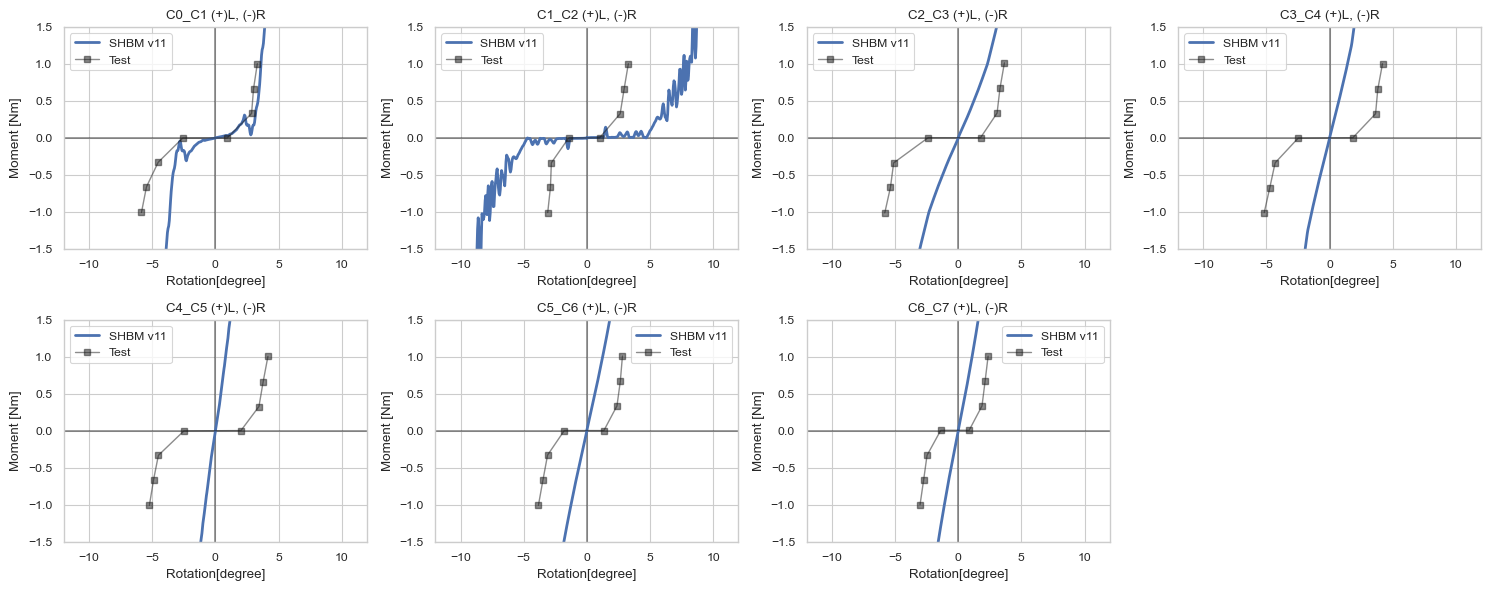 C0_C1 (+)L, (-)R
C1_C2 (+)L, (-)R
C2_C3 (+)L, (-)R
C3_C4 (+)L, (-)R
1.5
1.0
0.5
0.0
−0.5
−1.0
−1.5
Moment [Nm]
SHBM v11
Test
−10
−5
0
5
10
Rotation[degree]
1.5
1.0
0.5
0.0
−0.5
−1.0
−1.5
Moment [Nm]
SHBM v11
Test
−10
−5
0
5
10
Rotation[degree]
1.5
1.0
0.5
0.0
−0.5
−1.0
−1.5
Moment [Nm]
SHBM v11
Test
−10
−5
0
5
10
Rotation[degree]
1.5
1.0
0.5
0.0
−0.5
−1.0
−1.5
Moment [Nm]
SHBM v11
Test
−10
−5
0
5
10
Rotation[degree]
C4_C5 (+)L, (-)R
C5_C6 (+)L, (-)R
C6_C7 (+)L, (-)R
1.5
1.0
0.5
0.0
−0.5
−1.0
−1.5
Moment [Nm]
SHBM v11
Test
−10
−5
0
5
10
Rotation[degree]
1.5
1.0
0.5
0.0
−0.5
−1.0
−1.5
Moment [Nm]
SHBM v11
Test
−10
−5
0
5
10
Rotation[degree]
1.5
1.0
0.5
0.0
−0.5
−1.0
−1.5
Moment [Nm]
SHBM v11
Test
−10
−5
0
5
10
Rotation[degree]